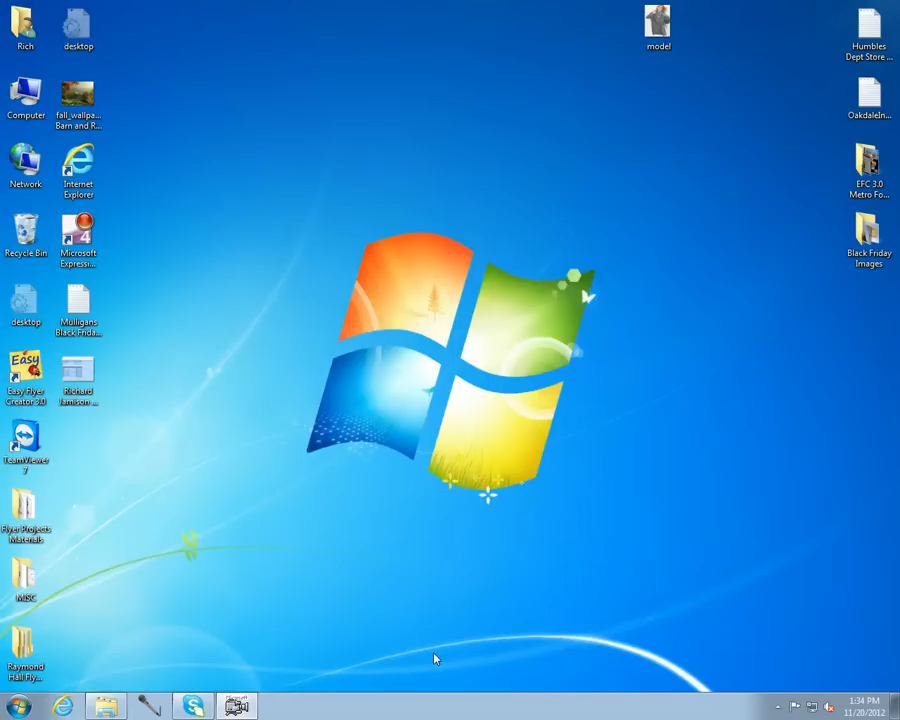 Rich
desktop
model
Humbles
Dept Store ...
Computer
fall_wallpa...
Barn and R...
OakdaleIn...
Network
Internet
Explorer
EFC 3.0
Metro Fo...
Recycle Bin
Microsoft
Expressi...
Black Friday
Images
desktop
Mulligans
Black Frida...
Easy
Easy Flyer
Creator 3.0
Richard
Jamison ...
TeamViewer
7
Flyer Projects
Materials
MISC
Raymond
Hall Fly...
1:34 PM
11/20/2012